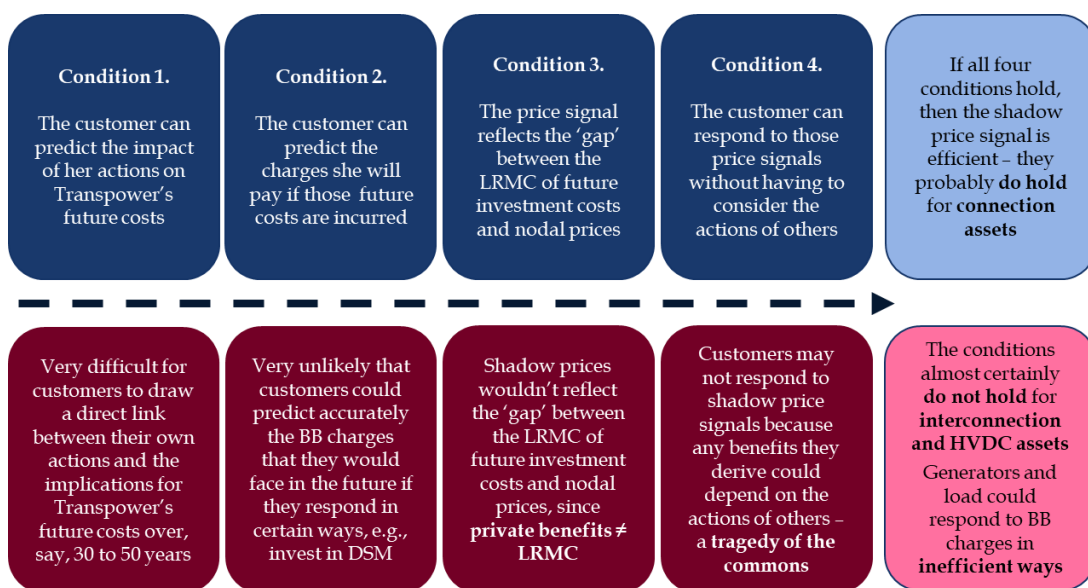 Condition 1.
The customer can
predict the impact
of her actions on
Transpower’s
future costs
Condition 2.
The customer can
predict the
charges she will
pay if those future
costs are incurred
Condition 3.
The price signal
reflects the ‘gap’
between the
LRMC of future
investment costs
and nodal prices
Condition 4.
The customer can
respond to those
price signals
without having to
consider the
actions of others
If all four
conditions hold,
then the shadow
price signal is
efficient – they
probably do hold
for connection
assets
Very difficult for
customers to draw
a direct link
between their own
actions and the
implications for
Transpower’s
future costs over,
say, 30 to 50 years
Very unlikely that
customers could
predict accurately
the BB charges
that they would
face in the future if
they respond in
certain ways, e.g.,
invest in DSM
Shadow prices
wouldn’t reflect
the ‘gap’ between
the LRMC of
future investment
costs and nodal
prices, since
private benefits ≠
LRMC
Customers may
not respond to
shadow price
signals because
any benefits they
derive could
depend on the
actions of others –
a tragedy of the
commons
The conditions
almost certainly
do not hold for
interconnection
and HVDC assets
Generators and
load could
respond to BB
charges in
inefficient ways